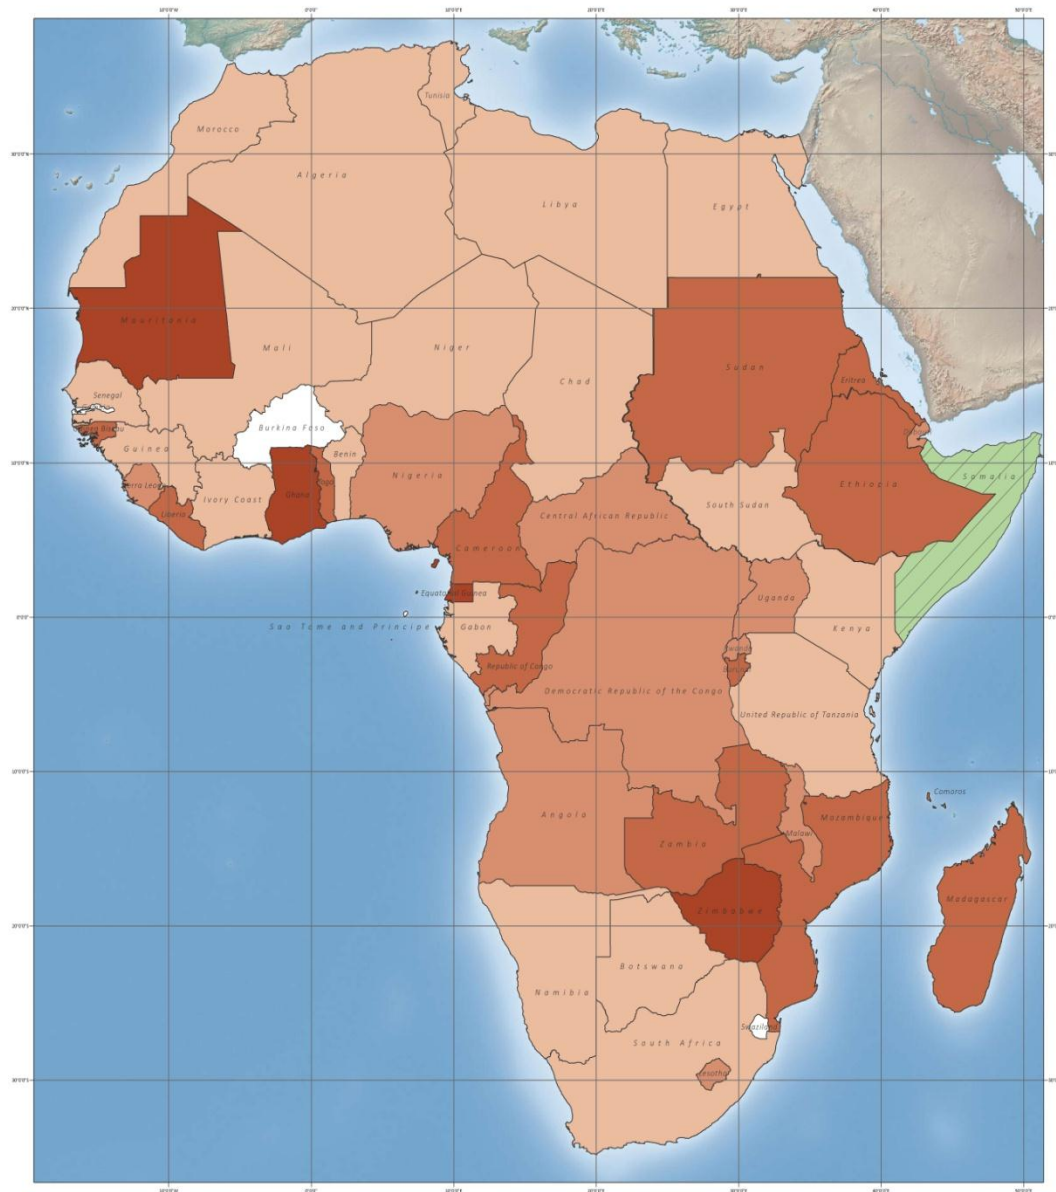 Tunisia
Morocco
Algeria
Libya
Egypt
Mauritania
Mali
Niger
Chad
Sudan
Eritrea
Senegal
Burkina Faso
Guinea
Benin
Nigeria
Ethiopia
Somalia
Ivory Coast
Ghana
Togo
South Sudan
Liberia
Central African Republic
Cameroon
Equatorial Guinea
Uganda
Sao Tome and Principe
Gabon
Kenya
Rwanda
Republic of Congo
Burundi
Democratic Republic of the Congo
United Republic of Tanzania
Comoros
Angola
Mozambique
Malawi
Zambia
Madagascar
Zimbabwe
Botswana
Namibia
Swaziland
South Africa
Lesotho